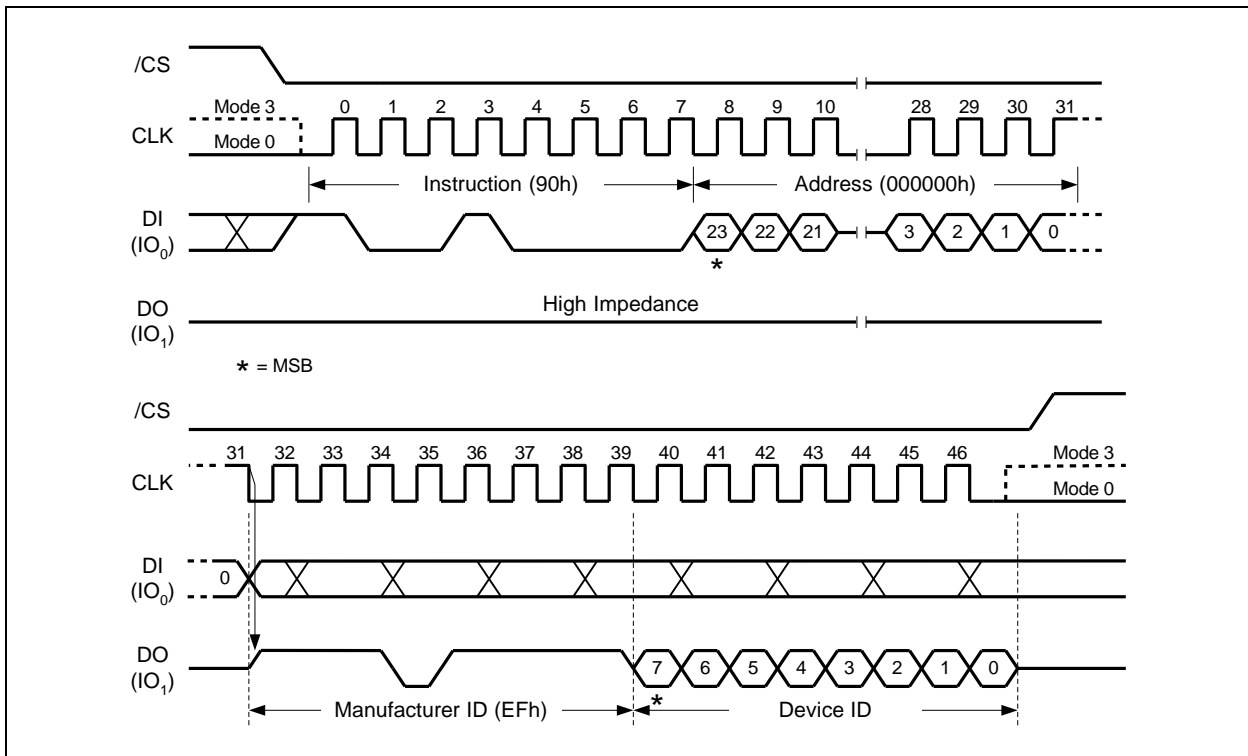 /CS
Mode 3
0 1 2 3 4 5 6 7 8 9 10 28 29 30 31
CLK
Mode 0
Instruction (90h)
Address (000000h)
DI
(IO0)
23 22 21 3 2 1 0
*
DO
(IO1)
High Impedance
* = MSB
/CS
31 32 33 34 35 36 37 38 39 40 41 42 43 44 45 46
Mode 3
CLK
Mode 0
DI
(IO0)
0
DO
(IO1)
7 6 5 4 3 2 1 0
*
Manufacturer ID (EFh)
Device ID